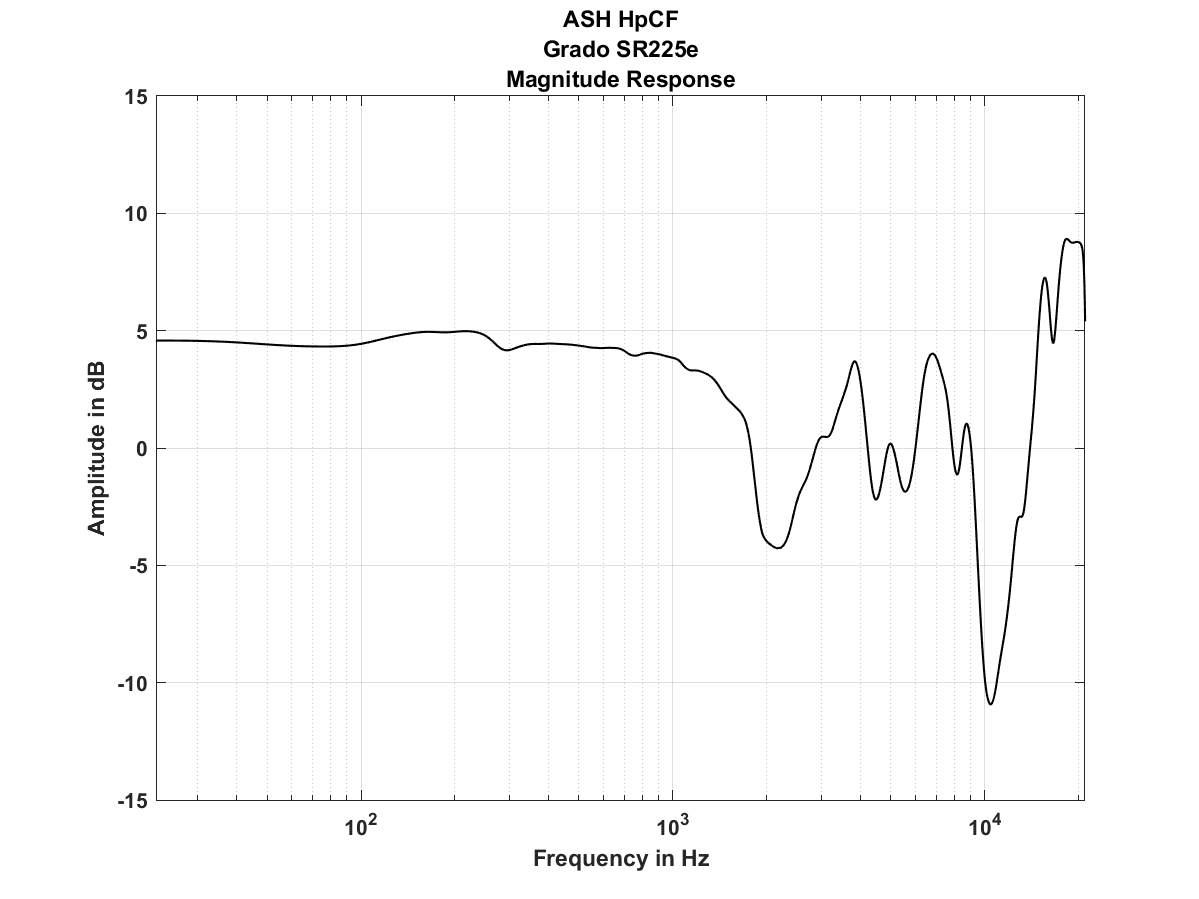 ASH HpCF
Grado SR225e
Magnitude Response
15
10
5
0
-5
-10
-15
Amplitude in dB
10² 10³ 10⁴
Frequency in Hz